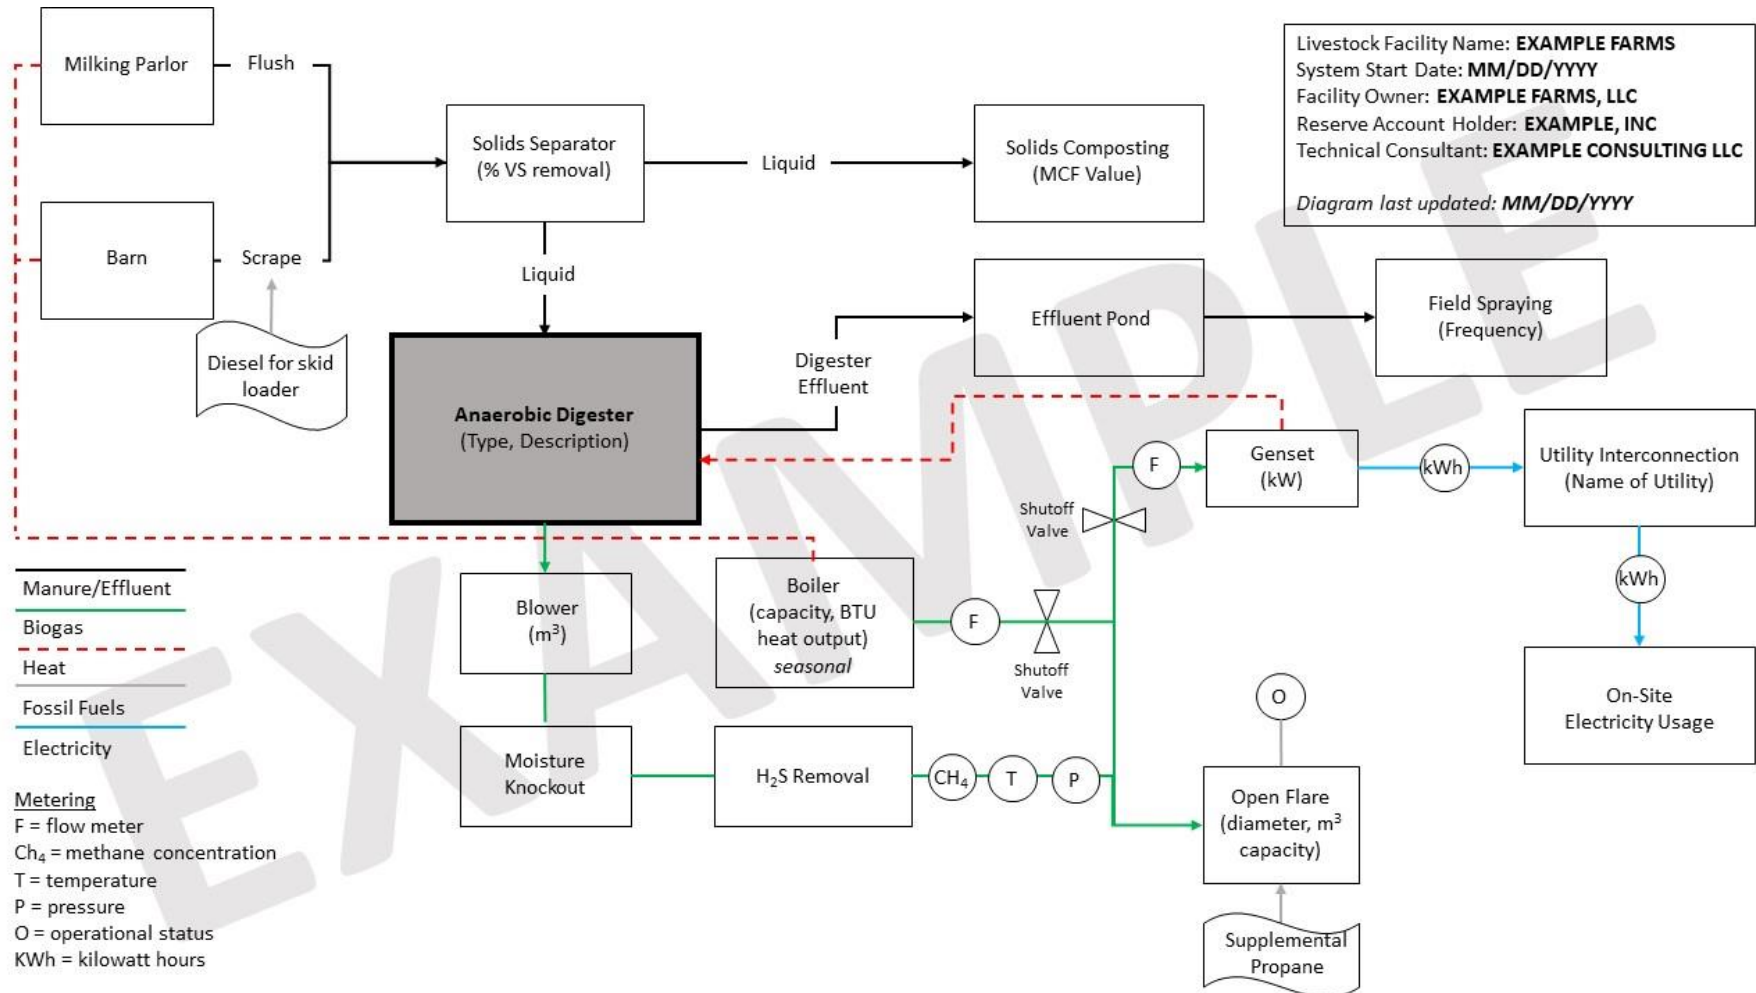 Milking Parlor
Flush
Livestock Facility Name: EXAMPLE FARMS
System Start Date: MM/DD/YYYY
Facility Owner: EXAMPLE FARMS, LLC
Reserve Account Holder: EXAMPLE, INC
Technical Consultant: EXAMPLE CONSULTING LLC
Diagram last updated: MM/DD/YYYY
Solids Separator
(% VS removal)
Liquid
Solids Composting
(MCF Value)
Barn
Scrape
Liquid
Diesel for skid
loader
Effluent Pond
Field Spraying
(Frequency)
Digester
Effluent
Anaerobic Digester
(Type, Description)
F
Genset
(kW)
kWh
Utility Interconnection
(Name of Utility)
Shutoff
Valve
kWh
Blower
(m³)
Boiler
(capacity, BTU
heat output)
seasonal
F
Shutoff
Valve
On-Site
Electricity Usage
Manure/Effluent
Biogas
Heat
Fossil Fuels
Electricity
O
Moisture
Knockout
H₂S Removal
CH₄
T
P
Open Flare
(diameter, m³
capacity)
Supplemental
Propane
Metering
F = flow meter
Ch₄ = methane concentration
T = temperature
P = pressure
O = operational status
KWh = kilowatt hours
EXAMPLE